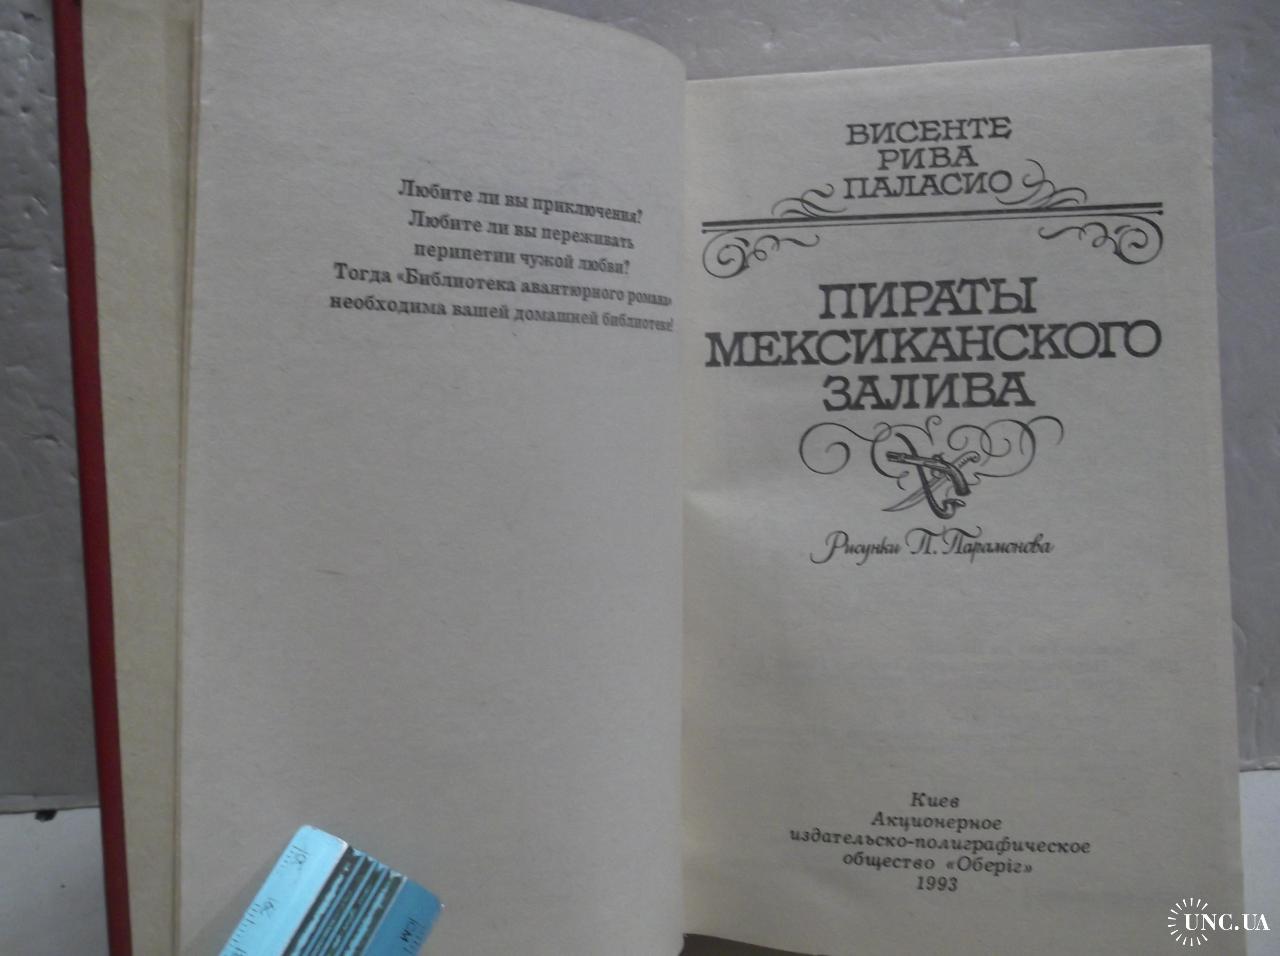 Любите ли вы приключения?
Любите ли вы переживать
перипетии чужой любви?
Тогда «Библиотека авантюрного романа»
необходима вашей домашней библиотеке!
ВИСЕНТЕ
РИВА
ПАЛАСИО
ПИРАТЫ
МЕКСИКАНСКОГО
ЗАЛИВА
Рисунки П. Парамонова
Киев
Акционерное
издательско-полиграфическое
общество «Оберіг»
1993
UNC.UA